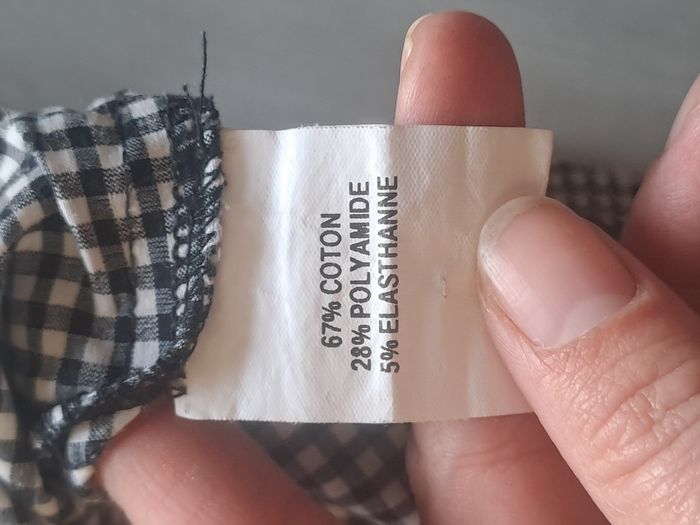 67% COTON
28% POLYAMIDE
5% ELASTHANNE